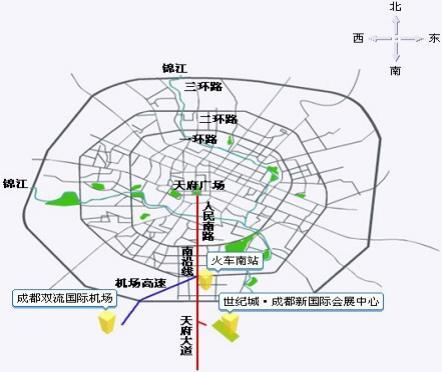 北
西 东
南
锦江
三环路
二环路
一环路
锦江
天府广场
人民南路
南沿线
火车南站
机场高速
成都双流国际机场
世纪城·成都新国际会展中心
天府大道